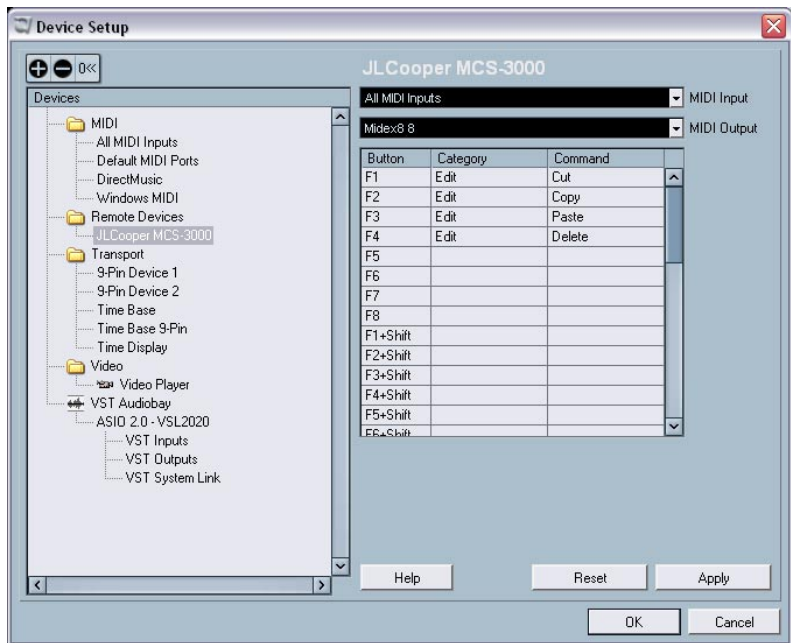 Device Setup
0<<
JLCooper MCS-3000
Devices
MIDI
All MIDI Inputs
Default MIDI Ports
DirectMusic
Windows MIDI
Remote Devices
JLCooper MCS-3000
Transport
9-Pin Device 1
9-Pin Device 2
Time Base
Time Base 9-Pin
Time Display
Video
Video Player
VST Audiobay
ASIO 2.0 - VSL2020
VST Inputs
VST Outputs
VST System Link
All MIDI Inputs MIDI Input
Midex8 8 MIDI Output
Button Category Command
F1 Edit Cut
F2 Edit Copy
F3 Edit Paste
F4 Edit Delete
F5
F6
F7
F8
F1+Shift
F2+Shift
F3+Shift
F4+Shift
F5+Shift
F6+Shift
Help Reset Apply
OK Cancel